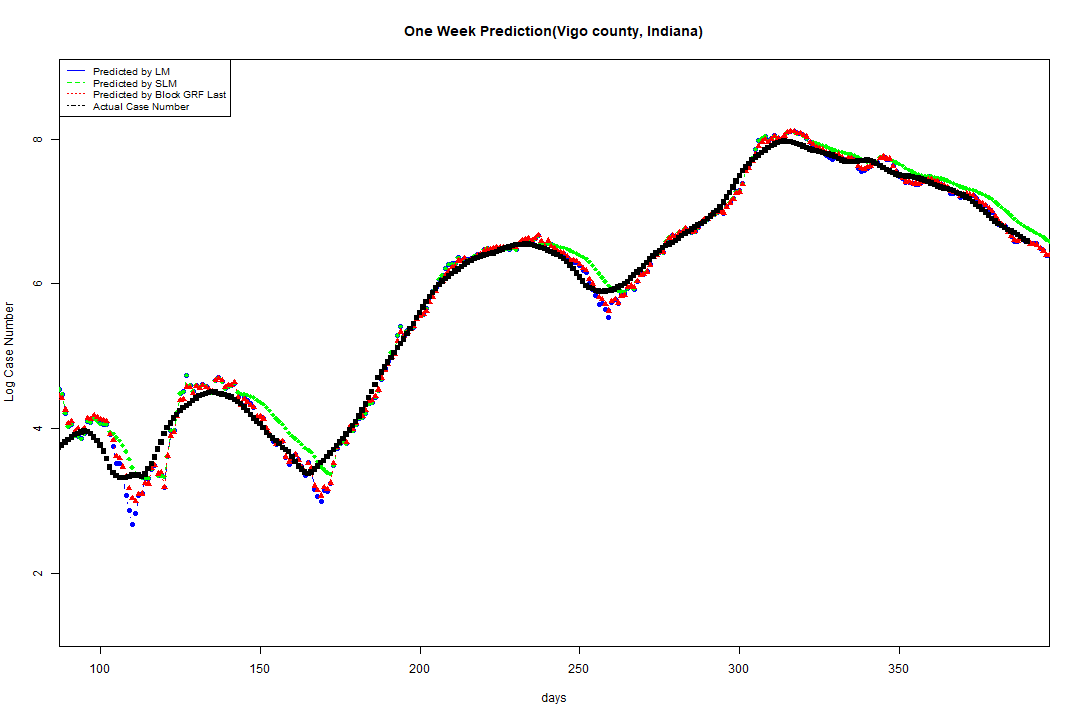 One Week Prediction(Vigo county, Indiana)
Predicted by LM
Predicted by SLM
Predicted by Block GRF Last
Actual Case Number
8
6
4
2
Log Case Number
100 150 200 250 300 350
days